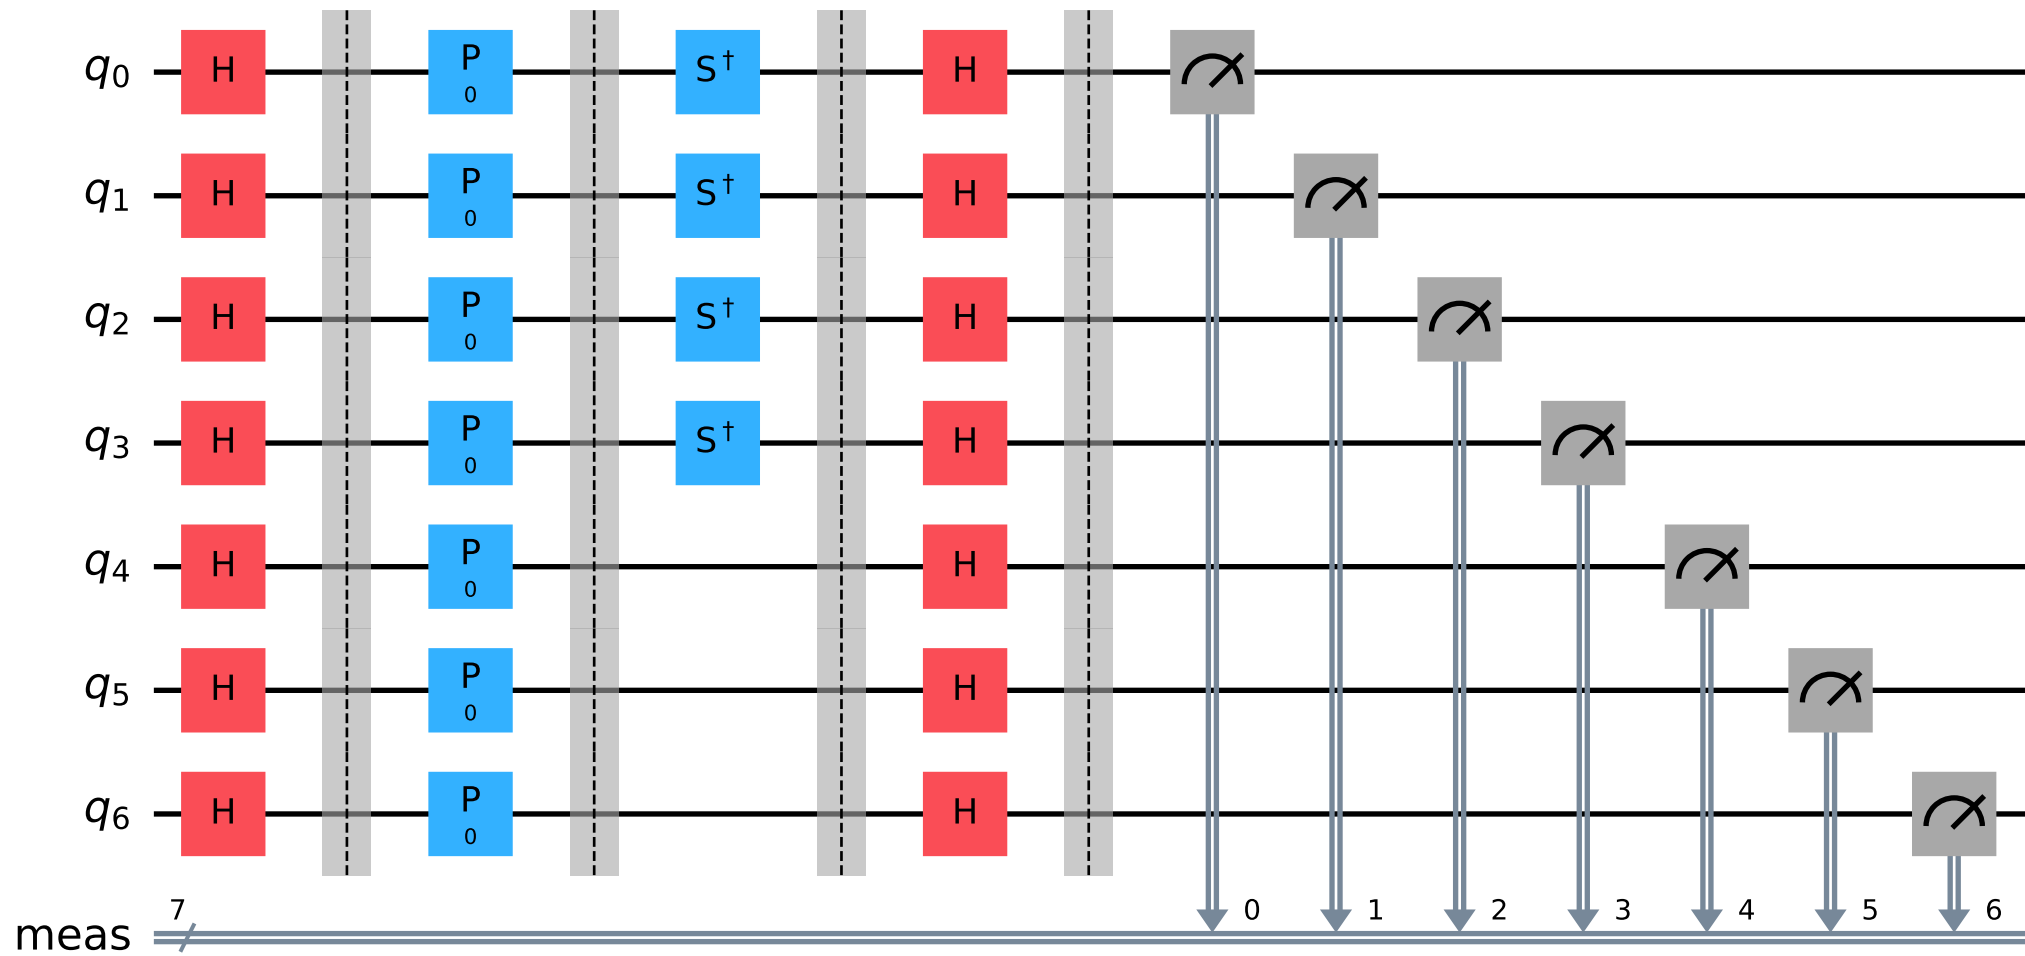 q0 H P 0 S† H
q1 H P 0 S† H
q2 H P 0 S† H
q3 H P 0 S† H
q4 H P 0 H
q5 H P 0 H
q6 H P 0 H
meas 7 0 1 2 3 4 5 6